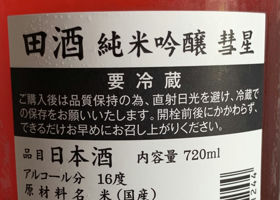 田酒 純米吟醸 彗星
要冷蔵
ご購入後は品質保持の為、直射日光を避け、冷蔵で
の保存をお願いいたします。開栓前後にかかわらず、
できるだけお早めにお召し上がりください。
品目 日本酒 内容量 720ml
アルコール分 16度
原材料名 米(国産)